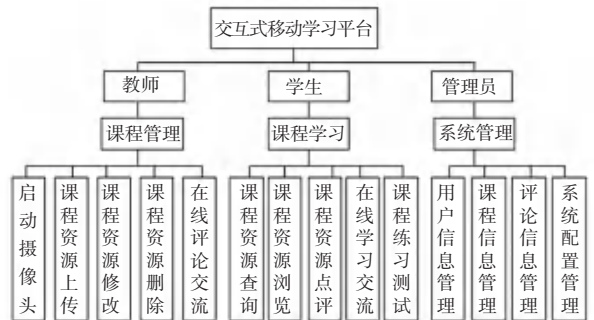 交互式移动学习平台
教师
学生
管理员
课程管理
课程学习
系统管理
启动摄像头
课程资源上传
课程资源修改
课程资源删除
在线评论交流
课程资源查询
课程资源浏览
课程资源点评
在线学习交流
课程练习测试
用户信息管理
课程信息管理
评论信息管理
系统配置管理